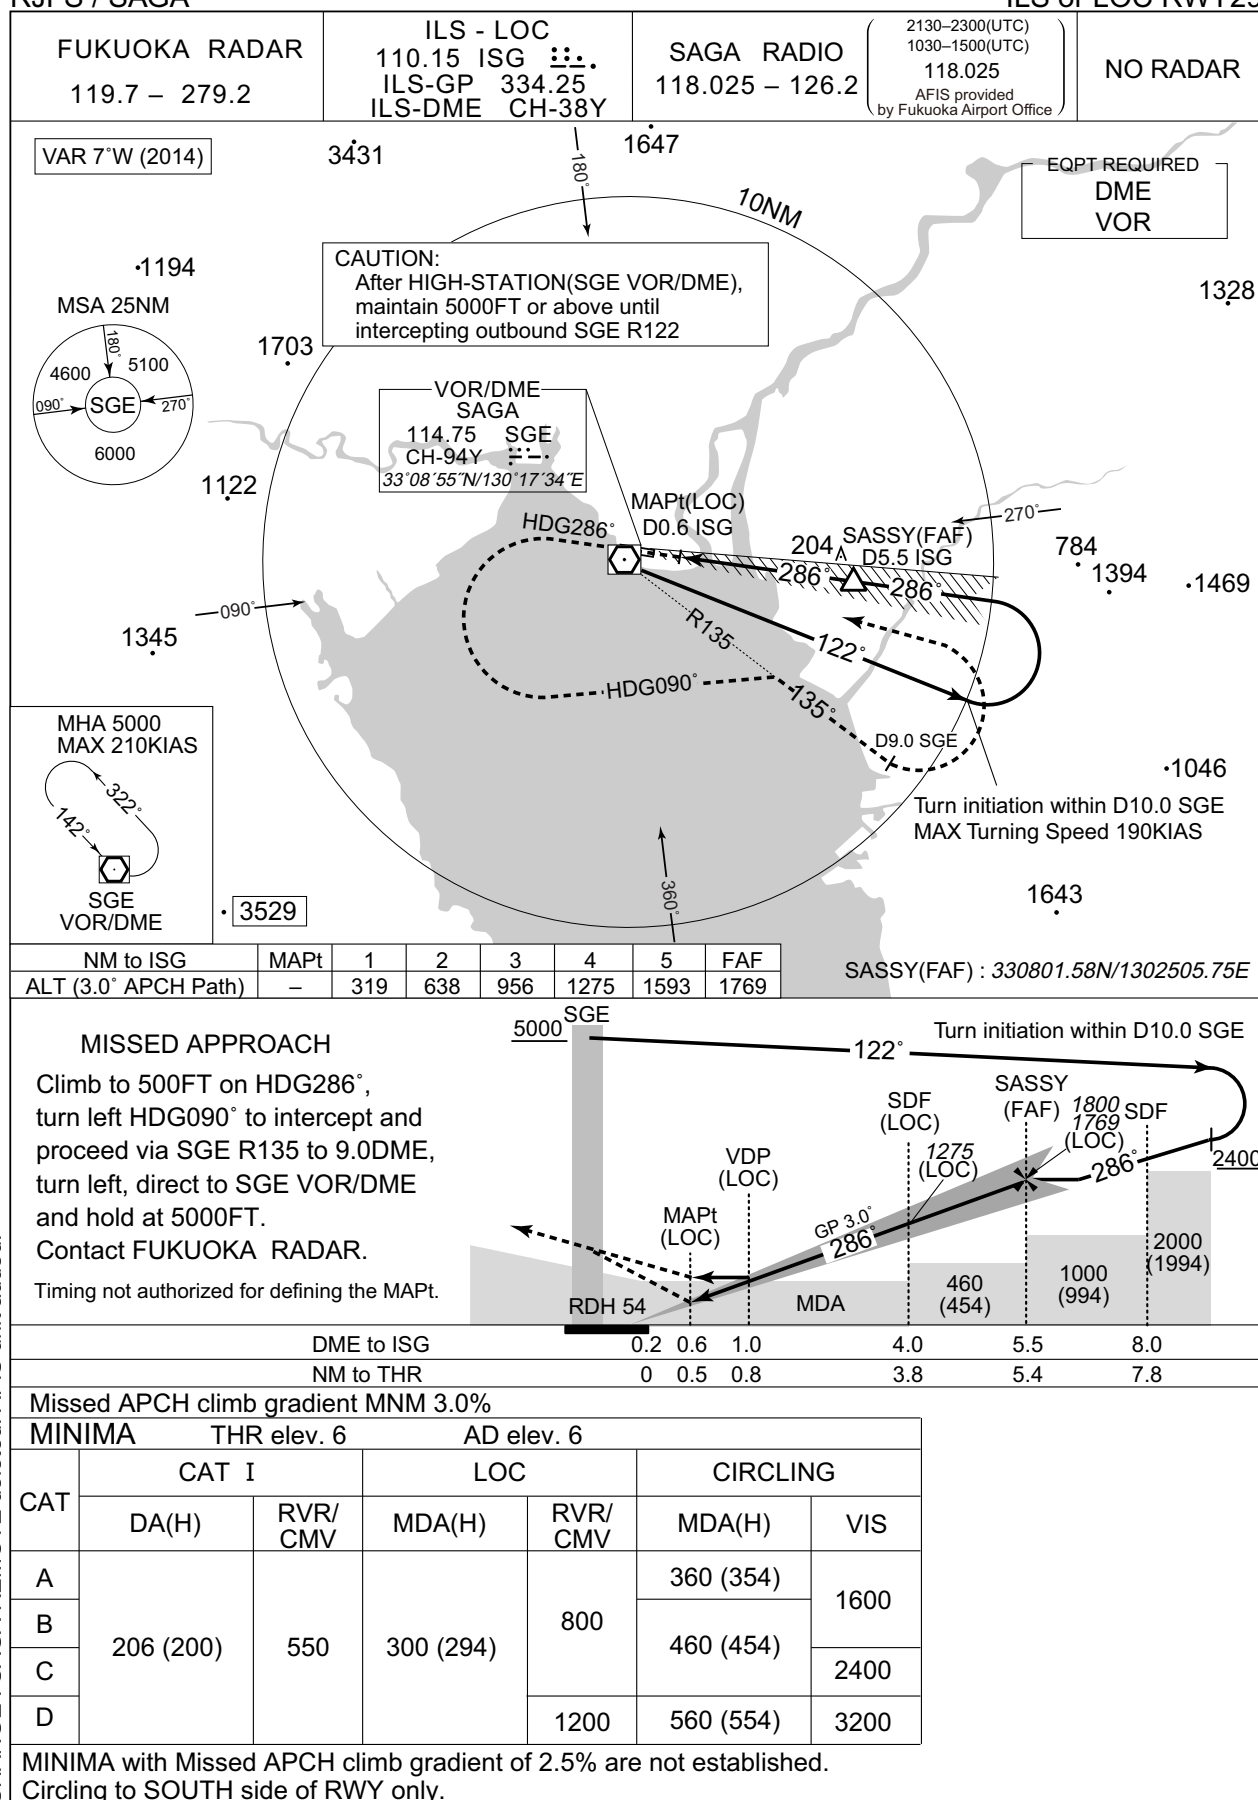 RJFS / SAGA
ILS or LOC RWY29
FUKUOKA RADAR
119.7 – 279.2
ILS - LOC
110.15 ISG
ILS-GP 334.25
ILS-DME CH-38Y
SAGA RADIO
118.025 – 126.2
2130–2300(UTC)
1030–1500(UTC)
118.025
AFIS provided
by Fukuoka Airport Office
NO RADAR
VAR 7˚W (2014)
3431
1647
180˚
EQPT REQUIRED
DME
VOR
10NM
CAUTION:
After HIGH-STATION(SGE VOR/DME),
maintain 5000FT or above until
intercepting outbound SGE R122
1194
1328
MSA 25NM
180˚
4600
5100
090˚
SGE
270˚
6000
1703
VOR/DME
SAGA
114.75 SGE
CH-94Y
33˚08´55˝N/130˚17´34˝E
1122
MAPt(LOC)
D0.6 ISG
HDG286˚
270˚
204
SASSY(FAF)
D5.5 ISG
286˚
286˚
784
1394
1469
090˚
1345
R135
122˚
HDG090˚
135˚
D9.0 SGE
1046
Turn initiation within D10.0 SGE
MAX Turning Speed 190KIAS
MHA 5000
MAX 210KIAS
322˚
142˚
SGE
VOR/DME
3529
360˚
1643
NM to ISG MAPt 1 2 3 4 5 FAF
ALT (3.0˚ APCH Path) – 319 638 956 1275 1593 1769
SASSY(FAF) : 330801.58N/1302505.75E
MISSED APPROACH
Climb to 500FT on HDG286˚,
turn left HDG090˚ to intercept and
proceed via SGE R135 to 9.0DME,
turn left, direct to SGE VOR/DME
and hold at 5000FT.
Contact FUKUOKA RADAR.
Timing not authorized for defining the MAPt.
5000
SGE
122˚
Turn initiation within D10.0 SGE
SASSY
(FAF)
1800
1769
(LOC)
SDF
SDF
(LOC)
1275
(LOC)
286˚
2400
VDP
(LOC)
MAPt
(LOC)
GP 3.0˚
286˚
RDH 54
MDA
460
(454)
1000
(994)
2000
(1994)
DME to ISG 0.2 0.6 1.0 4.0 5.5 8.0
NM to THR 0 0.5 0.8 3.8 5.4 7.8
Missed APCH climb gradient MNM 3.0%
MINIMA THR elev. 6 AD elev. 6
CAT CAT I LOC CIRCLING
DA(H) RVR/CMV MDA(H) RVR/CMV MDA(H) VIS
A 360 (354)
1600
B 800
206 (200) 550 300 (294) 460 (454)
C 2400
D 1200 560 (554) 3200
MINIMA with Missed APCH climb gradient of 2.5% are not established.
Circling to SOUTH side of RWY only.